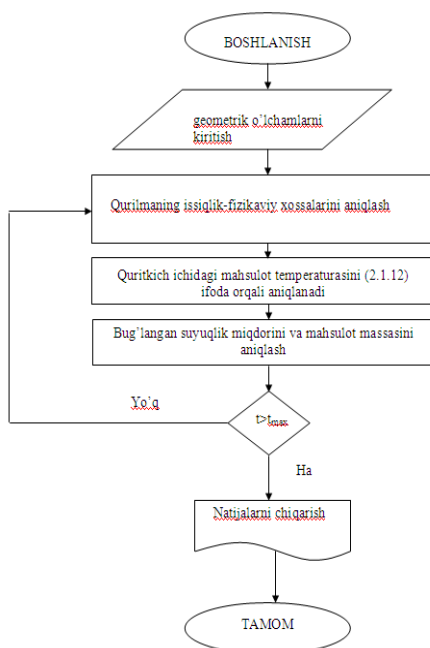 BOSHLANISH
geometrik o'lchamlarni
kiritish
Qurilmaning issiqlik-fizikaviy xossalarini aniqlash
Quritkich ichidagi mahsulot temperaturasini (2.1.12)
ifoda orqali aniqlanadi
Bug'langan suyuqlik miqdorini va mahsulot massasini
aniqlash
Yo'q
t>tmax
Ha
Natijalarni chiqarish
TAMOM